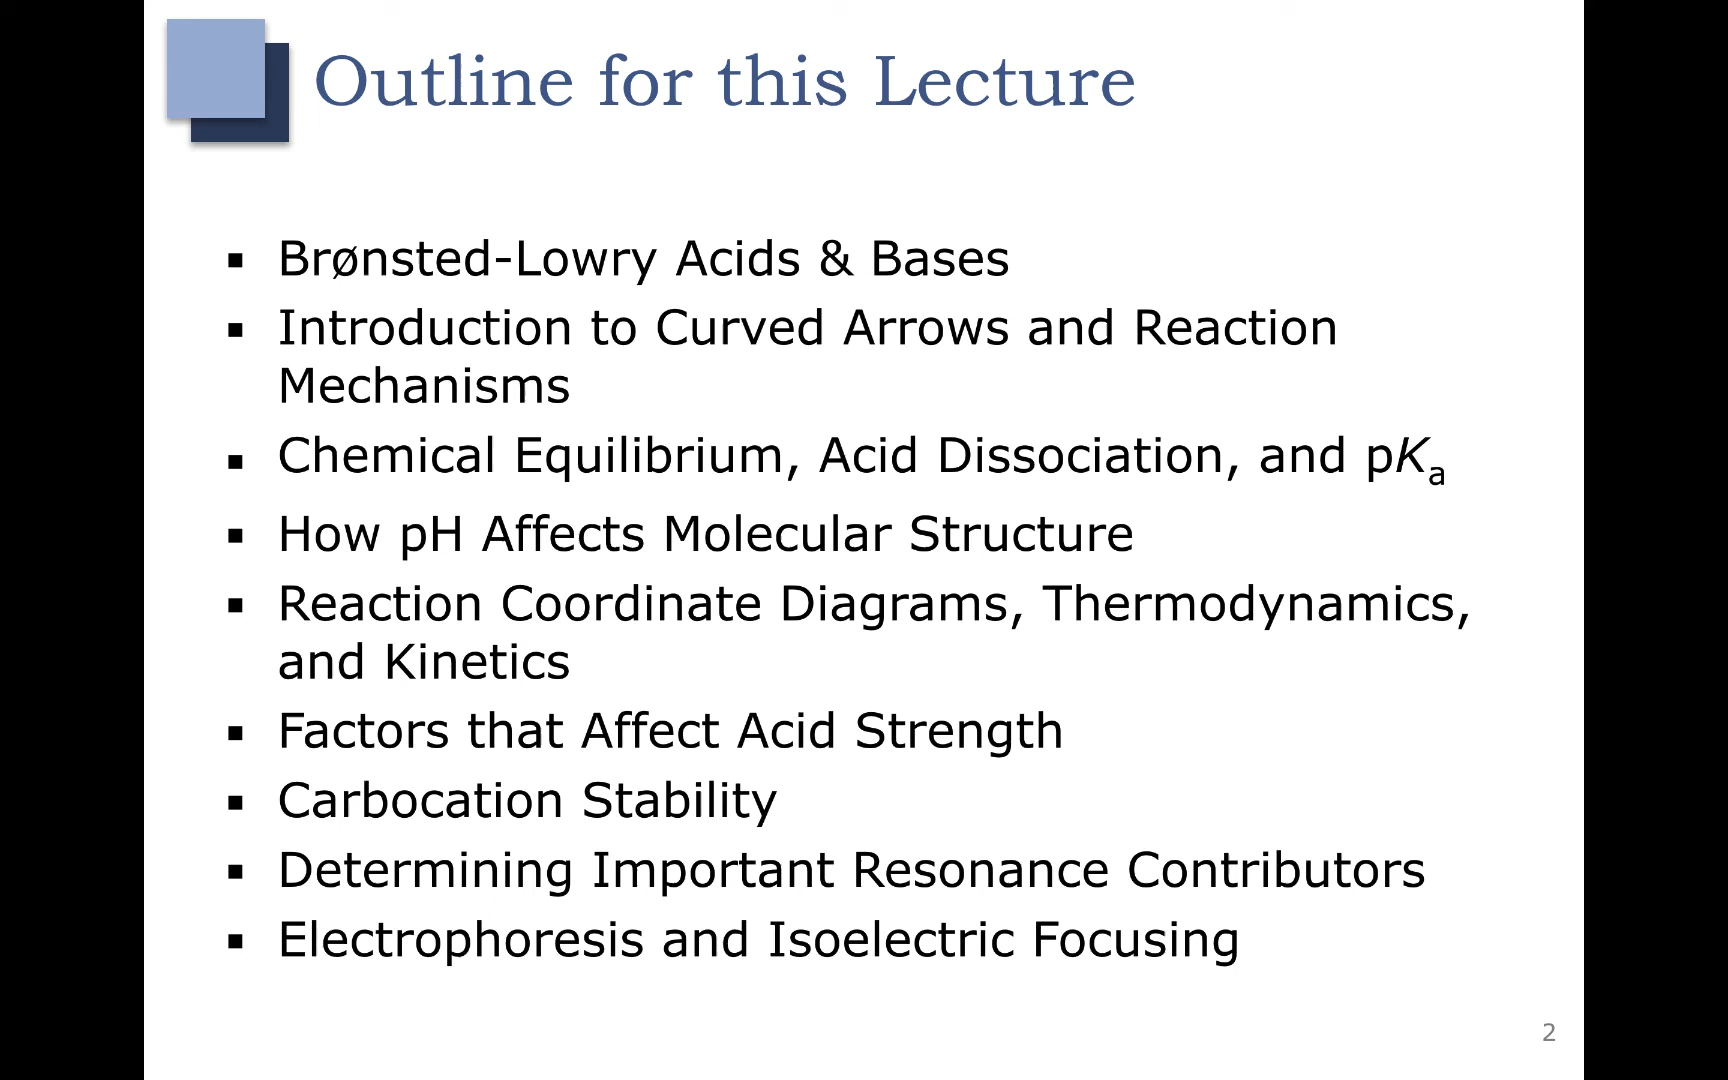 Outline for this Lecture
▪ Brønsted-Lowry Acids & Bases
▪ Introduction to Curved Arrows and Reaction
Mechanisms
▪ Chemical Equilibrium, Acid Dissociation, and pKa
▪ How pH Affects Molecular Structure
▪ Reaction Coordinate Diagrams, Thermodynamics,
and Kinetics
▪ Factors that Affect Acid Strength
▪ Carbocation Stability
▪ Determining Important Resonance Contributors
▪ Electrophoresis and Isoelectric Focusing
2